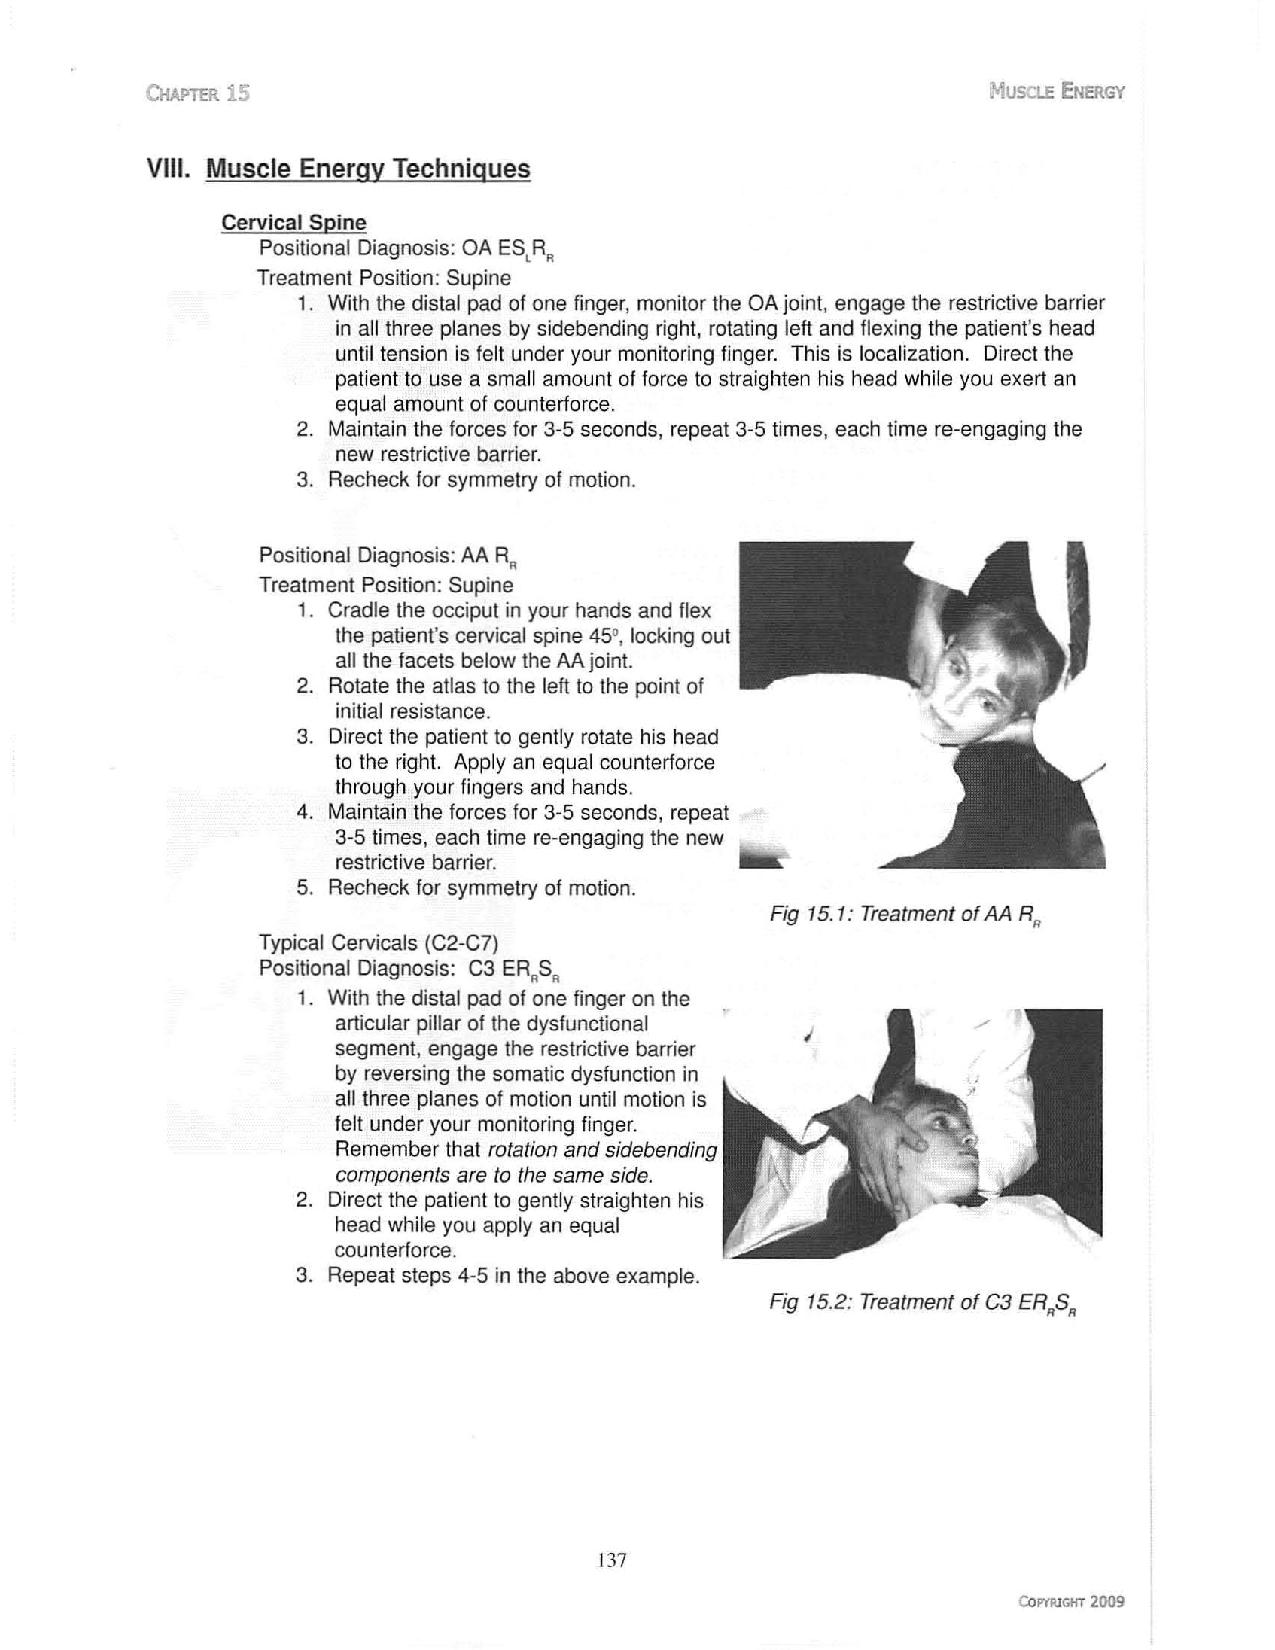 CHAPTER 15
MUSCLE ENERGY
VIII. Muscle Energy Techniques
Cervical Spine
Positional Diagnosis: OA ES_L R_R
Treatment Position: Supine
1. With the distal pad of one finger, monitor the OA joint, engage the restrictive barrier
in all three planes by sidebending right, rotating left and flexing the patient's head
until tension is felt under your monitoring finger. This is localization. Direct the
patient to use a small amount of force to straighten his head while you exert an
equal amount of counterforce.
2. Maintain the forces for 3-5 seconds, repeat 3-5 times, each time re-engaging the
new restrictive barrier.
3. Recheck for symmetry of motion.
Positional Diagnosis: AA R_R
Treatment Position: Supine
1. Cradle the occiput in your hands and flex
the patient's cervical spine 45º, locking out
all the facets below the AA joint.
2. Rotate the atlas to the left to the point of
initial resistance.
3. Direct the patient to gently rotate his head
to the right. Apply an equal counterforce
through your fingers and hands.
4. Maintain the forces for 3-5 seconds, repeat
3-5 times, each time re-engaging the new
restrictive barrier.
5. Recheck for symmetry of motion.
Fig 15.1: Treatment of AA R_R
Typical Cervicals (C2-C7)
Positional Diagnosis: C3 ER_R S_R
1. With the distal pad of one finger on the
articular pillar of the dysfunctional
segment, engage the restrictive barrier
by reversing the somatic dysfunction in
all three planes of motion until motion is
felt under your monitoring finger.
Remember that rotation and sidebending
components are to the same side.
2. Direct the patient to gently straighten his
head while you apply an equal
counterforce.
3. Repeat steps 4-5 in the above example.
Fig 15.2: Treatment of C3 ER_R S_R
137
COPYRIGHT 2009